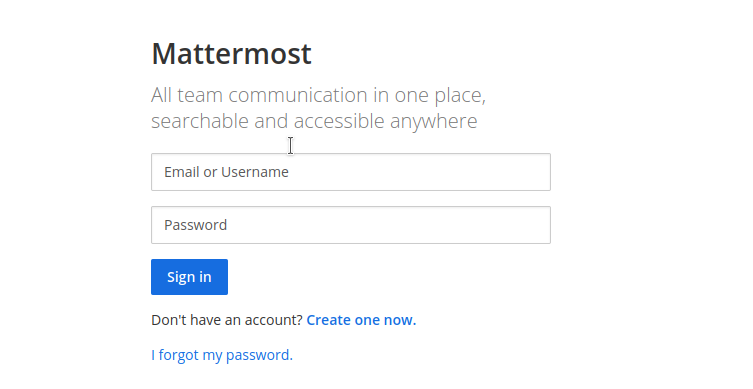 Mattermost
All team communication in one place,
searchable and accessible anywhere
Email or Username
Password
Sign in
Don't have an account? Create one now.
I forgot my password.